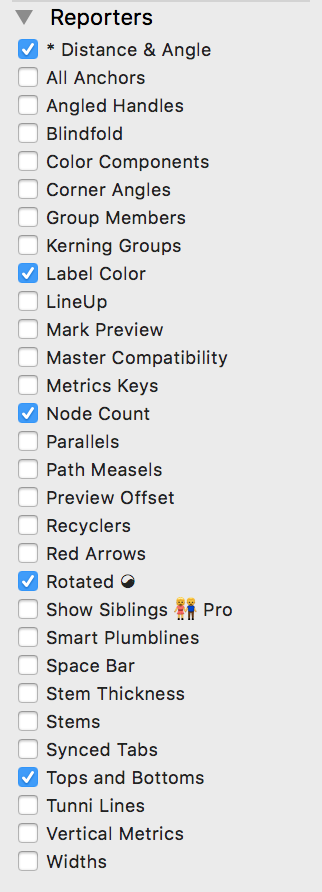 Reporters
* Distance & Angle
All Anchors
Angled Handles
Blindfold
Color Components
Corner Angles
Group Members
Kerning Groups
Label Color
LineUp
Mark Preview
Master Compatibility
Metrics Keys
Node Count
Parallels
Path Measels
Preview Offset
Recyclers
Red Arrows
Rotated ☯
Show Siblings 👫 Pro
Smart Plumblines
Space Bar
Stem Thickness
Stems
Synced Tabs
Tops and Bottoms
Tunni Lines
Vertical Metrics
Widths